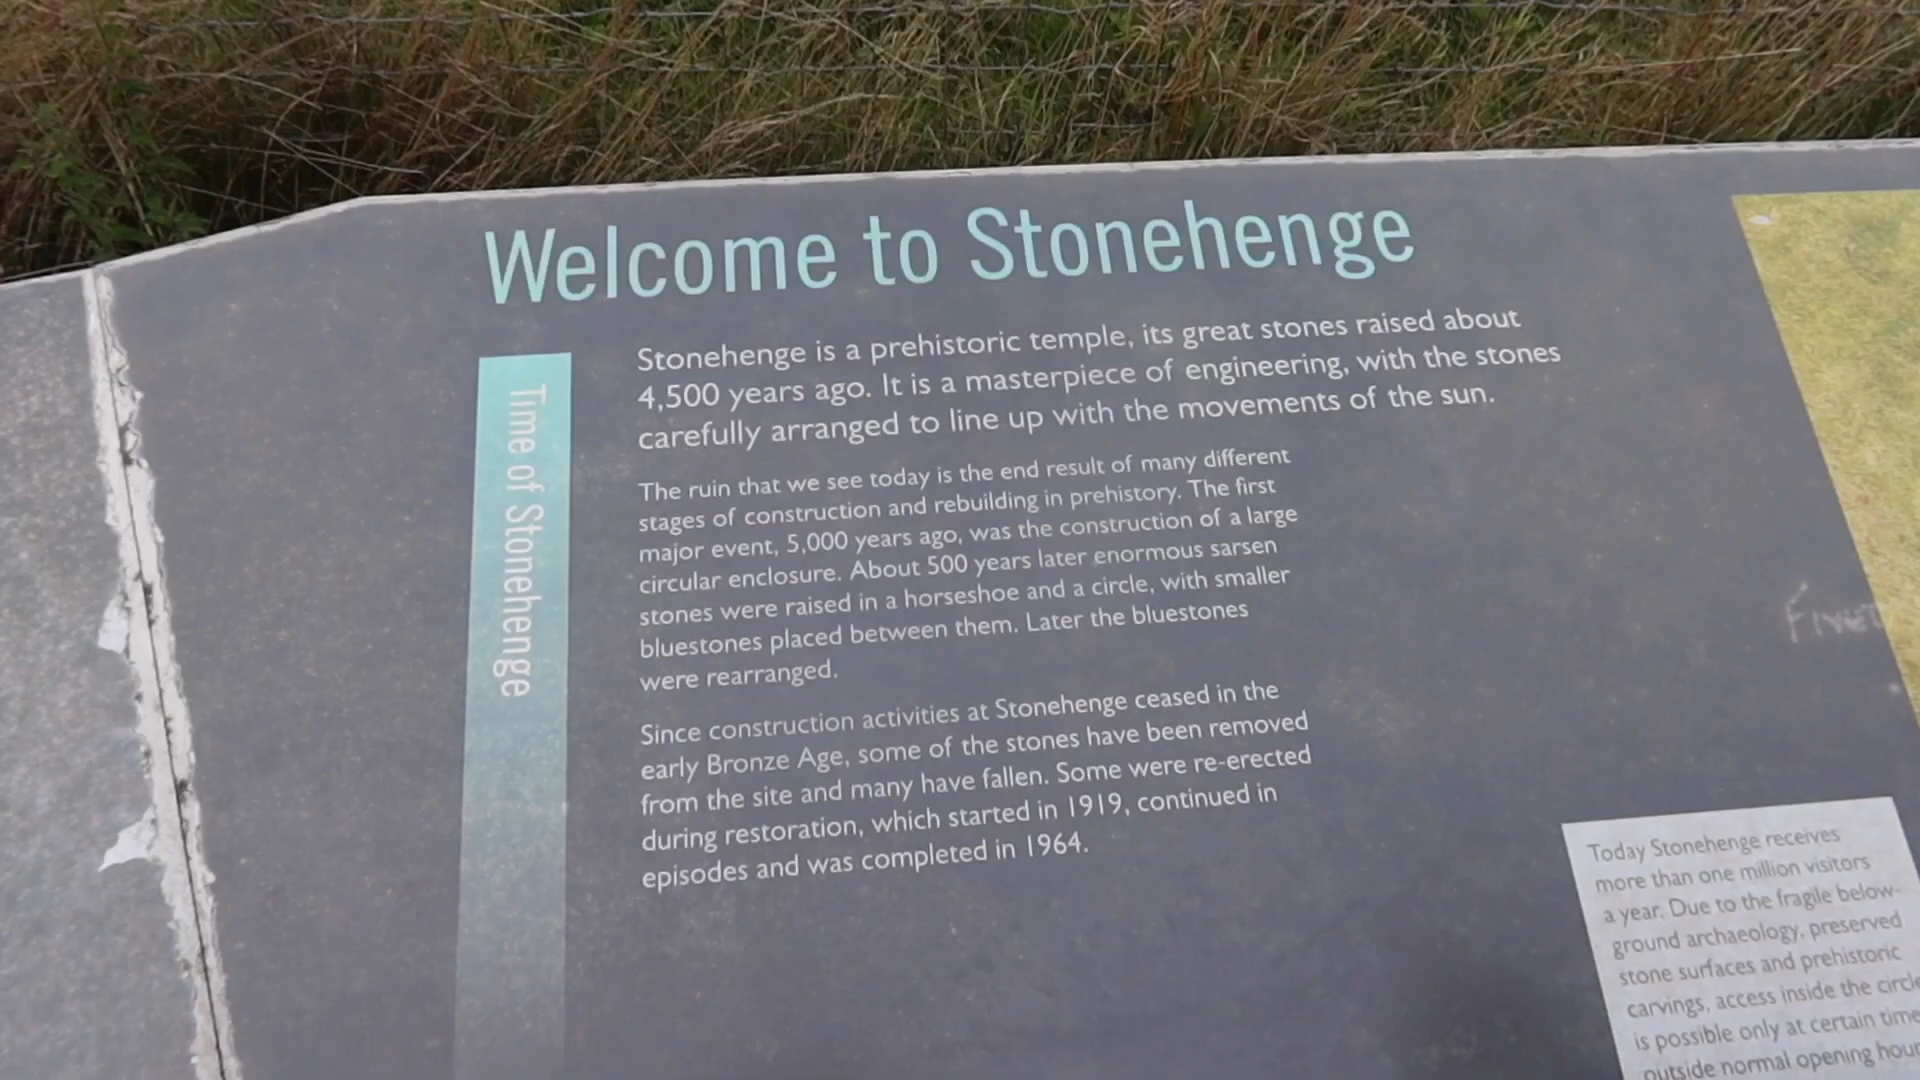 Welcome to Stonehenge
Time of Stonehenge
Stonehenge is a prehistoric temple, its great stones raised about
4,500 years ago. It is a masterpiece of engineering, with the stones
carefully arranged to line up with the movements of the sun.
The ruin that we see today is the end result of many different
stages of construction and rebuilding in prehistory. The first
major event, 5,000 years ago, was the construction of a large
circular enclosure. About 500 years later enormous sarsen
stones were raised in a horseshoe and a circle, with smaller
bluestones placed between them. Later the bluestones
were rearranged.
Since construction activities at Stonehenge ceased in the
early Bronze Age, some of the stones have been removed
from the site and many have fallen. Some were re-erected
during restoration, which started in 1919, continued in
episodes and was completed in 1964.
Today Stonehenge receives
more than one million visitors
a year. Due to the fragile below-
ground archaeology, preserved
stone surfaces and prehistoric
carvings, access inside the circle
is possible only at certain time
outside normal opening hour